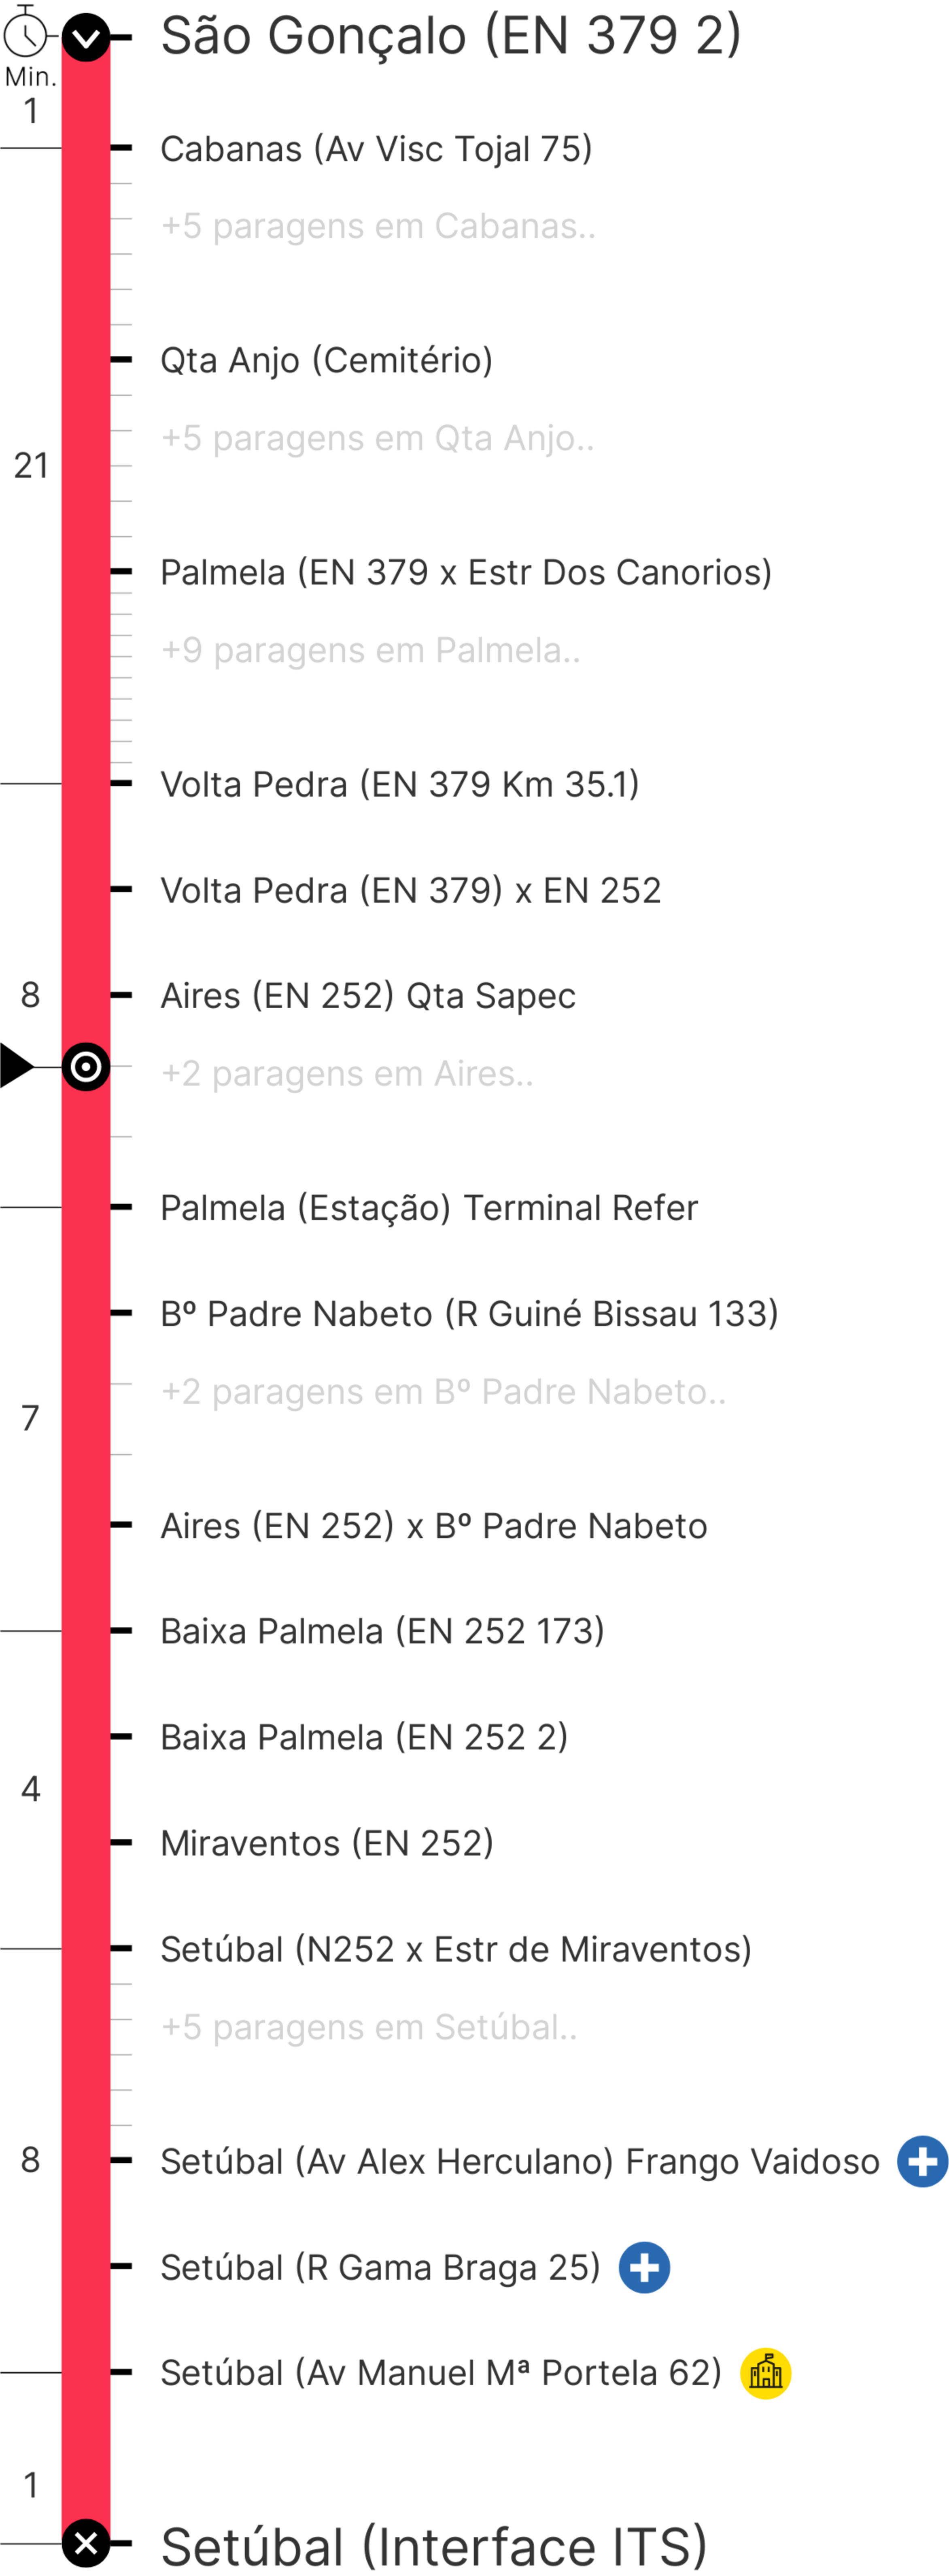 São Gonçalo (EN 379 2)
Min.
1
Cabanas (Av Visc Tojal 75)
+5 paragens em Cabanas..
Qta Anjo (Cemitério)
+5 paragens em Qta Anjo..
21
Palmela (EN 379 x Estr Dos Canorios)
+9 paragens em Palmela..
Volta Pedra (EN 379 Km 35.1)
Volta Pedra (EN 379) x EN 252
8
Aires (EN 252) Qta Sapec
+2 paragens em Aires..
Palmela (Estação) Terminal Refer
Bº Padre Nabeto (R Guiné Bissau 133)
+2 paragens em Bº Padre Nabeto..
7
Aires (EN 252) x Bº Padre Nabeto
Baixa Palmela (EN 252 173)
Baixa Palmela (EN 252 2)
4
Miraventos (EN 252)
Setúbal (N252 x Estr de Miraventos)
+5 paragens em Setúbal..
8
Setúbal (Av Alex Herculano) Frango Vaidoso
Setúbal (R Gama Braga 25)
Setúbal (Av Manuel Mª Portela 62)
1
Setúbal (Interface ITS)